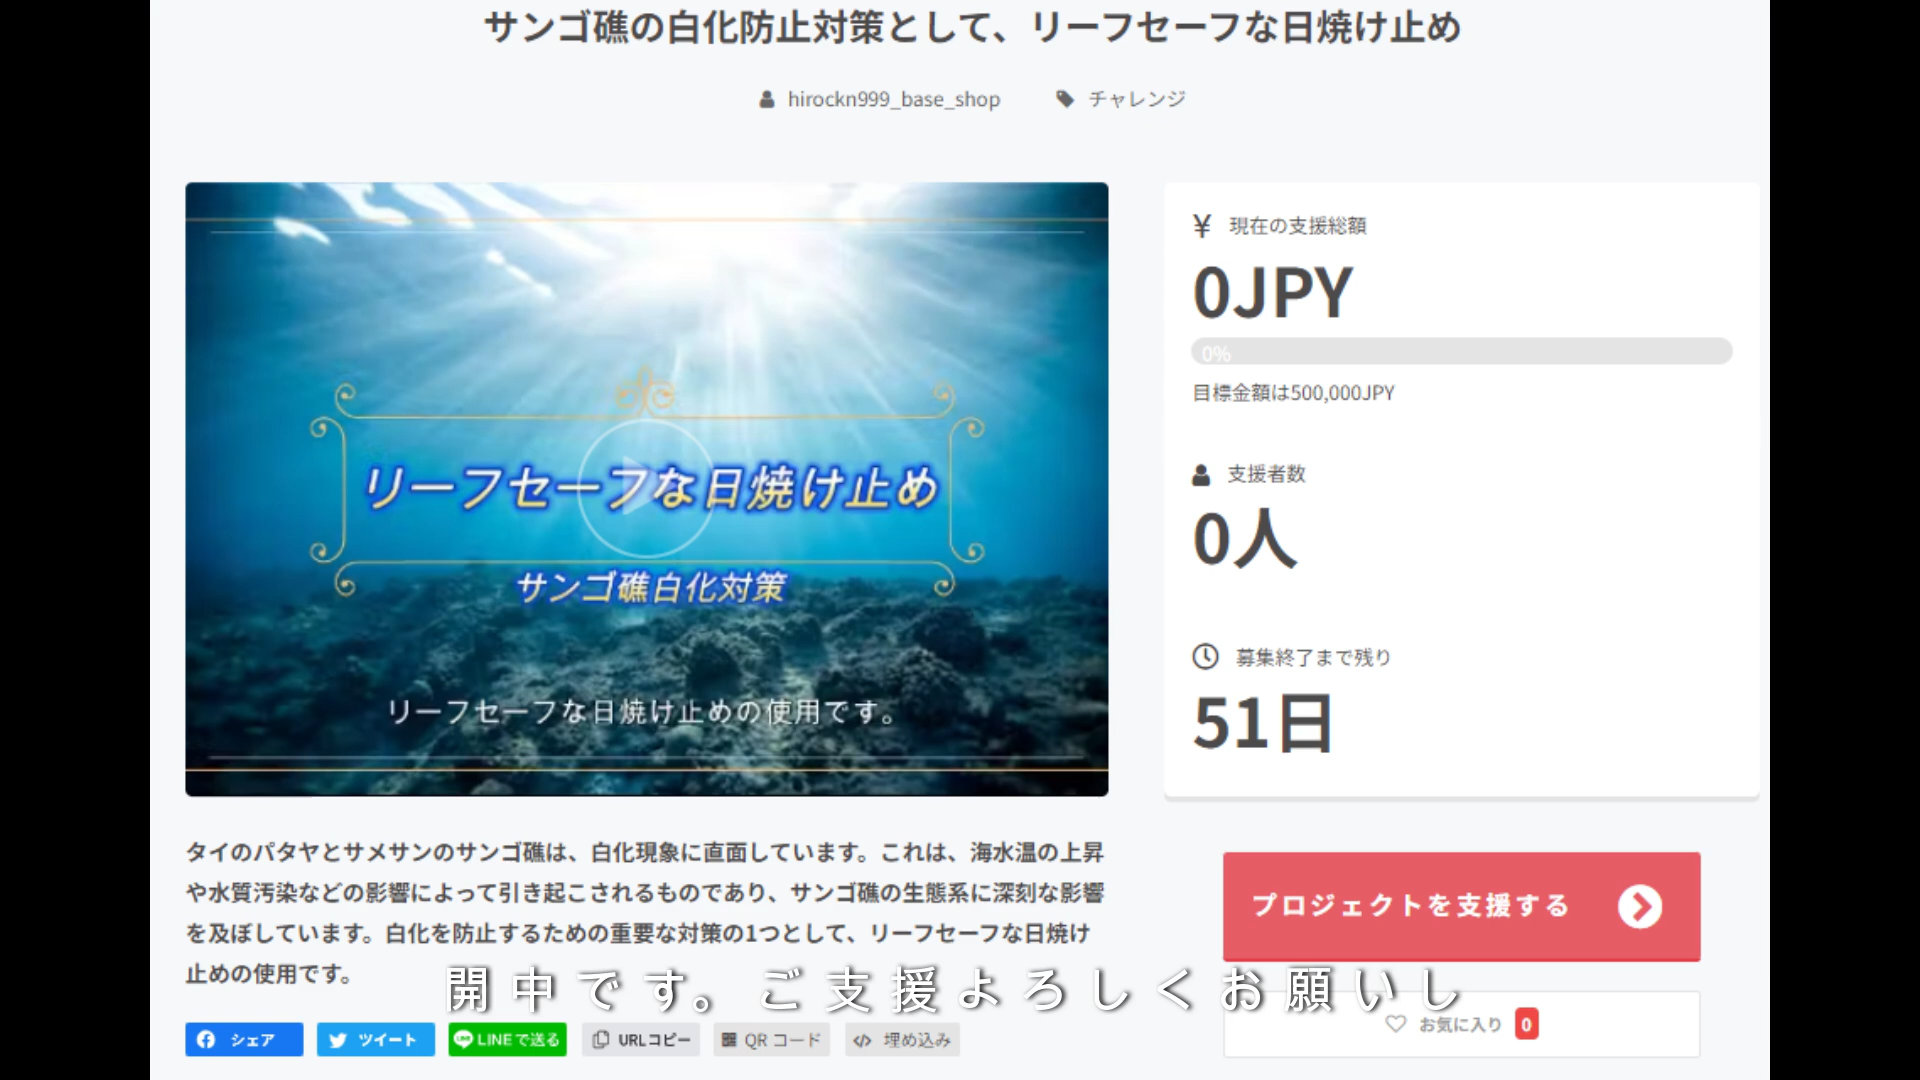 サンゴ礁の白化防止対策として、リーフセーフな日焼け止め
hirockn999_base_shop
チャレンジ
リーフセーフな日焼け止め
サンゴ礁白化対策
リーフセーフな日焼け止めの使用です。
¥ 現在の支援総額
0JPY
0%
目標金額は500,000JPY
支援者数
0人
募集終了まで残り
51日
タイのパタヤとサメサンのサンゴ礁は、白化現象に直面しています。これは、海水温の上昇
や水質汚染などの影響によって引き起こされるものであり、サンゴ礁の生態系に深刻な影響
を及ぼしています。白化を防止するための重要な対策の1つとして、リーフセーフな日焼け
止めの使用です。
プロジェクトを支援する
開中です。ご支援よろしくお願いし
お気に入り 0
シェア
ツイート
LINEで送る
URLコピー
QRコード
埋め込み